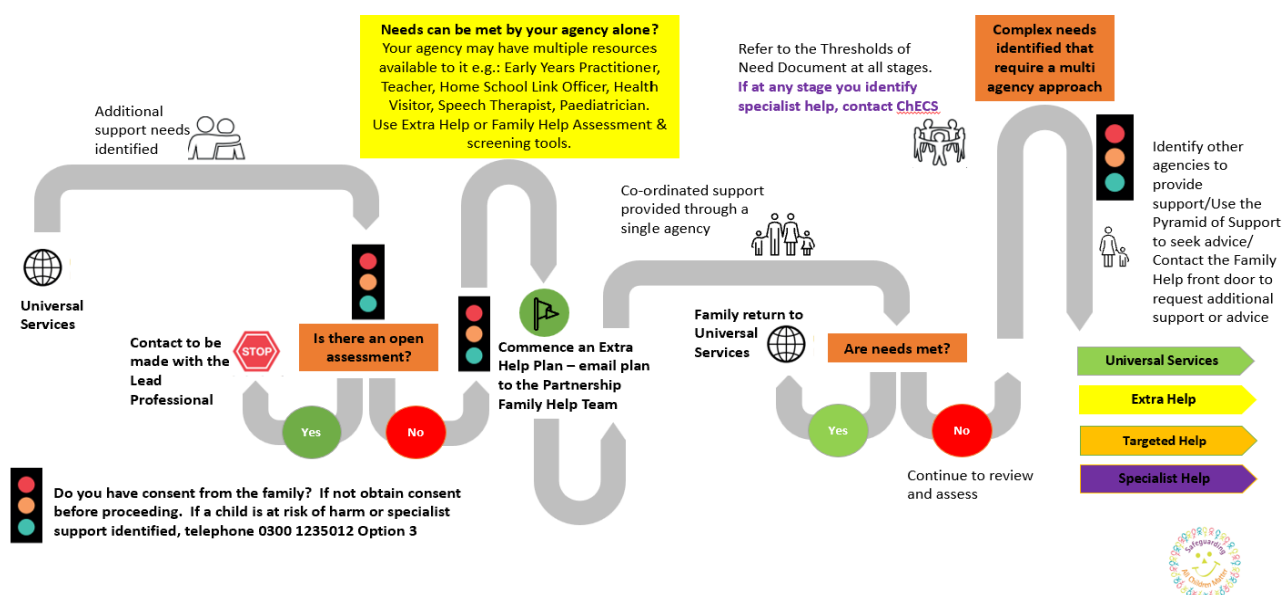 Needs can be met by your agency alone?
Your agency may have multiple resources
available to it e.g.: Early Years Practitioner,
Teacher, Home School Link Officer, Health
Visitor, Speech Therapist, Paediatrician.
Use Extra Help or Family Help Assessment &
screening tools.
Refer to the Thresholds of
Need Document at all stages.
If at any stage you identify
specialist help, contact ChECS
Complex needs
identified that
require a multi
agency approach
Additional
support needs
identified
Identify other
agencies to
provide
support/Use the
Pyramid of Support
to seek advice/
Contact the Family
Help front door to
request additional
support or advice
Co-ordinated support
provided through a
single agency
Universal
Services
Contact to be
made with the
Lead
Professional
STOP
Is there an open
assessment?
Yes
No
Commence an Extra
Help Plan – email plan
to the Partnership
Family Help Team
Family return to
Universal
Services
Are needs met?
Yes
No
Continue to review
and assess
Universal Services
Extra Help
Targeted Help
Specialist Help
Do you have consent from the family? If not obtain consent
before proceeding. If a child is at risk of harm or specialist
support identified, telephone 0300 1235012 Option 3
Safeguarding
All Children Matter